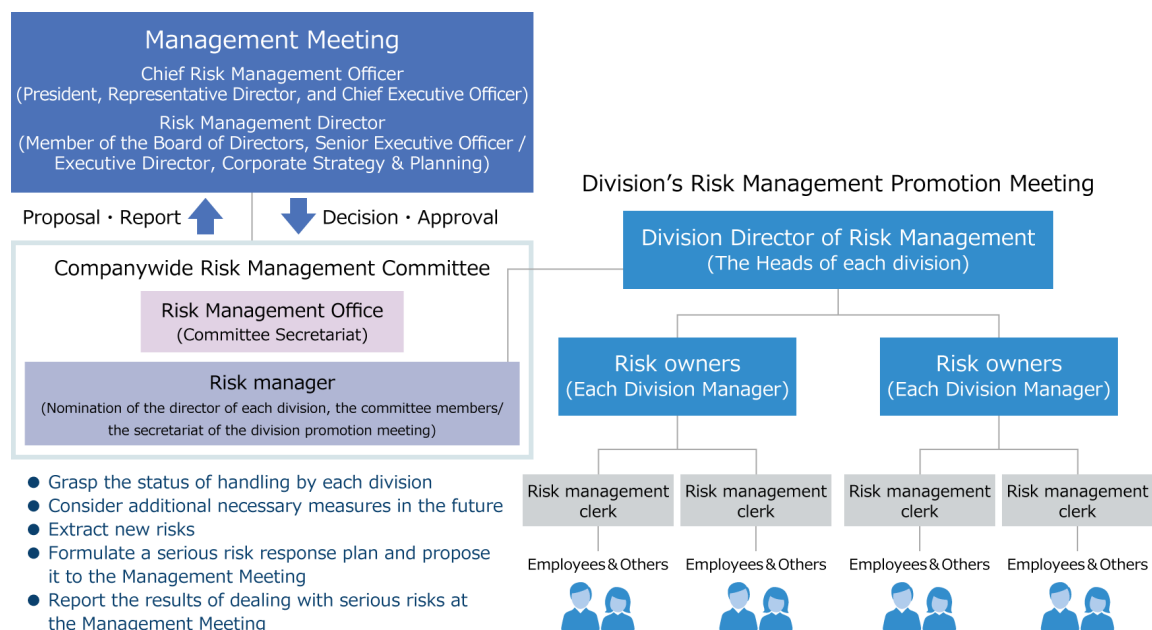 Management Meeting
Chief Risk Management Officer
(President, Representative Director, and Chief Executive Officer)
Risk Management Director
(Member of the Board of Directors, Senior Executive Officer /
Executive Director, Corporate Strategy & Planning)
Proposal・Report
Decision・Approval
Companywide Risk Management Committee
Risk Management Office
(Committee Secretariat)
Risk manager
(Nomination of the director of each division, the committee members/
the secretariat of the division promotion meeting)
● Grasp the status of handling by each division
● Consider additional necessary measures in the future
● Extract new risks
● Formulate a serious risk response plan and propose
it to the Management Meeting
● Report the results of dealing with serious risks at
the Management Meeting
Division's Risk Management Promotion Meeting
Division Director of Risk Management
(The Heads of each division)
Risk owners
(Each Division Manager)
Risk owners
(Each Division Manager)
Risk management
clerk
Risk management
clerk
Risk management
clerk
Risk management
clerk
Employees&Others
Employees&Others
Employees&Others
Employees&Others